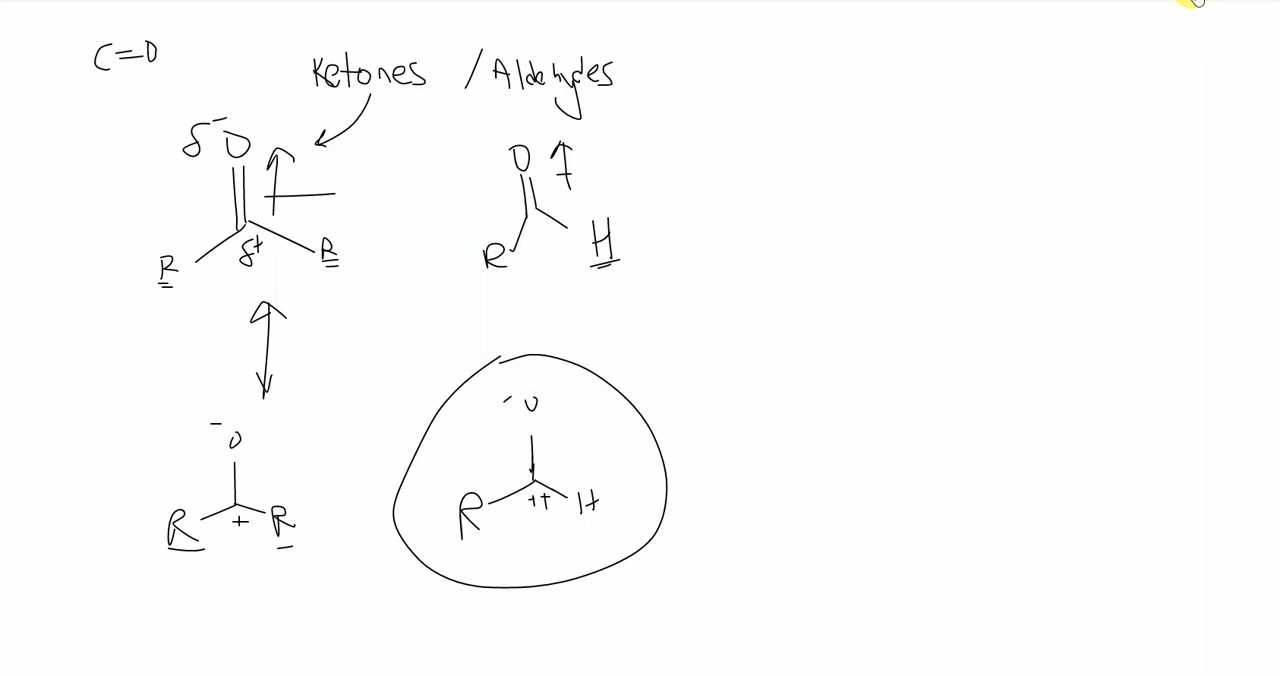 C=O
Ketones / Aldehydes
δ⁻ O
O
R
δ+
R
R
H
⁻O
⁻O
R
+
R
R
++
H